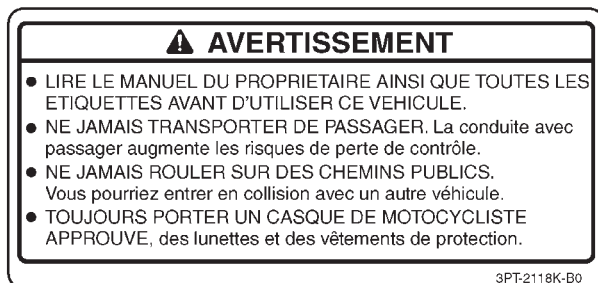 AVERTISSEMENT
● LIRE LE MANUEL DU PROPRIETAIRE AINSI QUE TOUTES LES
ETIQUETTES AVANT D'UTILISER CE VEHICULE.
● NE JAMAIS TRANSPORTER DE PASSAGER. La conduite avec
passager augmente les risques de perte de contrôle.
● NE JAMAIS ROULER SUR DES CHEMINS PUBLICS.
Vous pourriez entrer en collision avec un autre véhicule.
● TOUJOURS PORTER UN CASQUE DE MOTOCYCLISTE
APPROUVE, des lunettes et des vêtements de protection.
3PT-2118K-B0